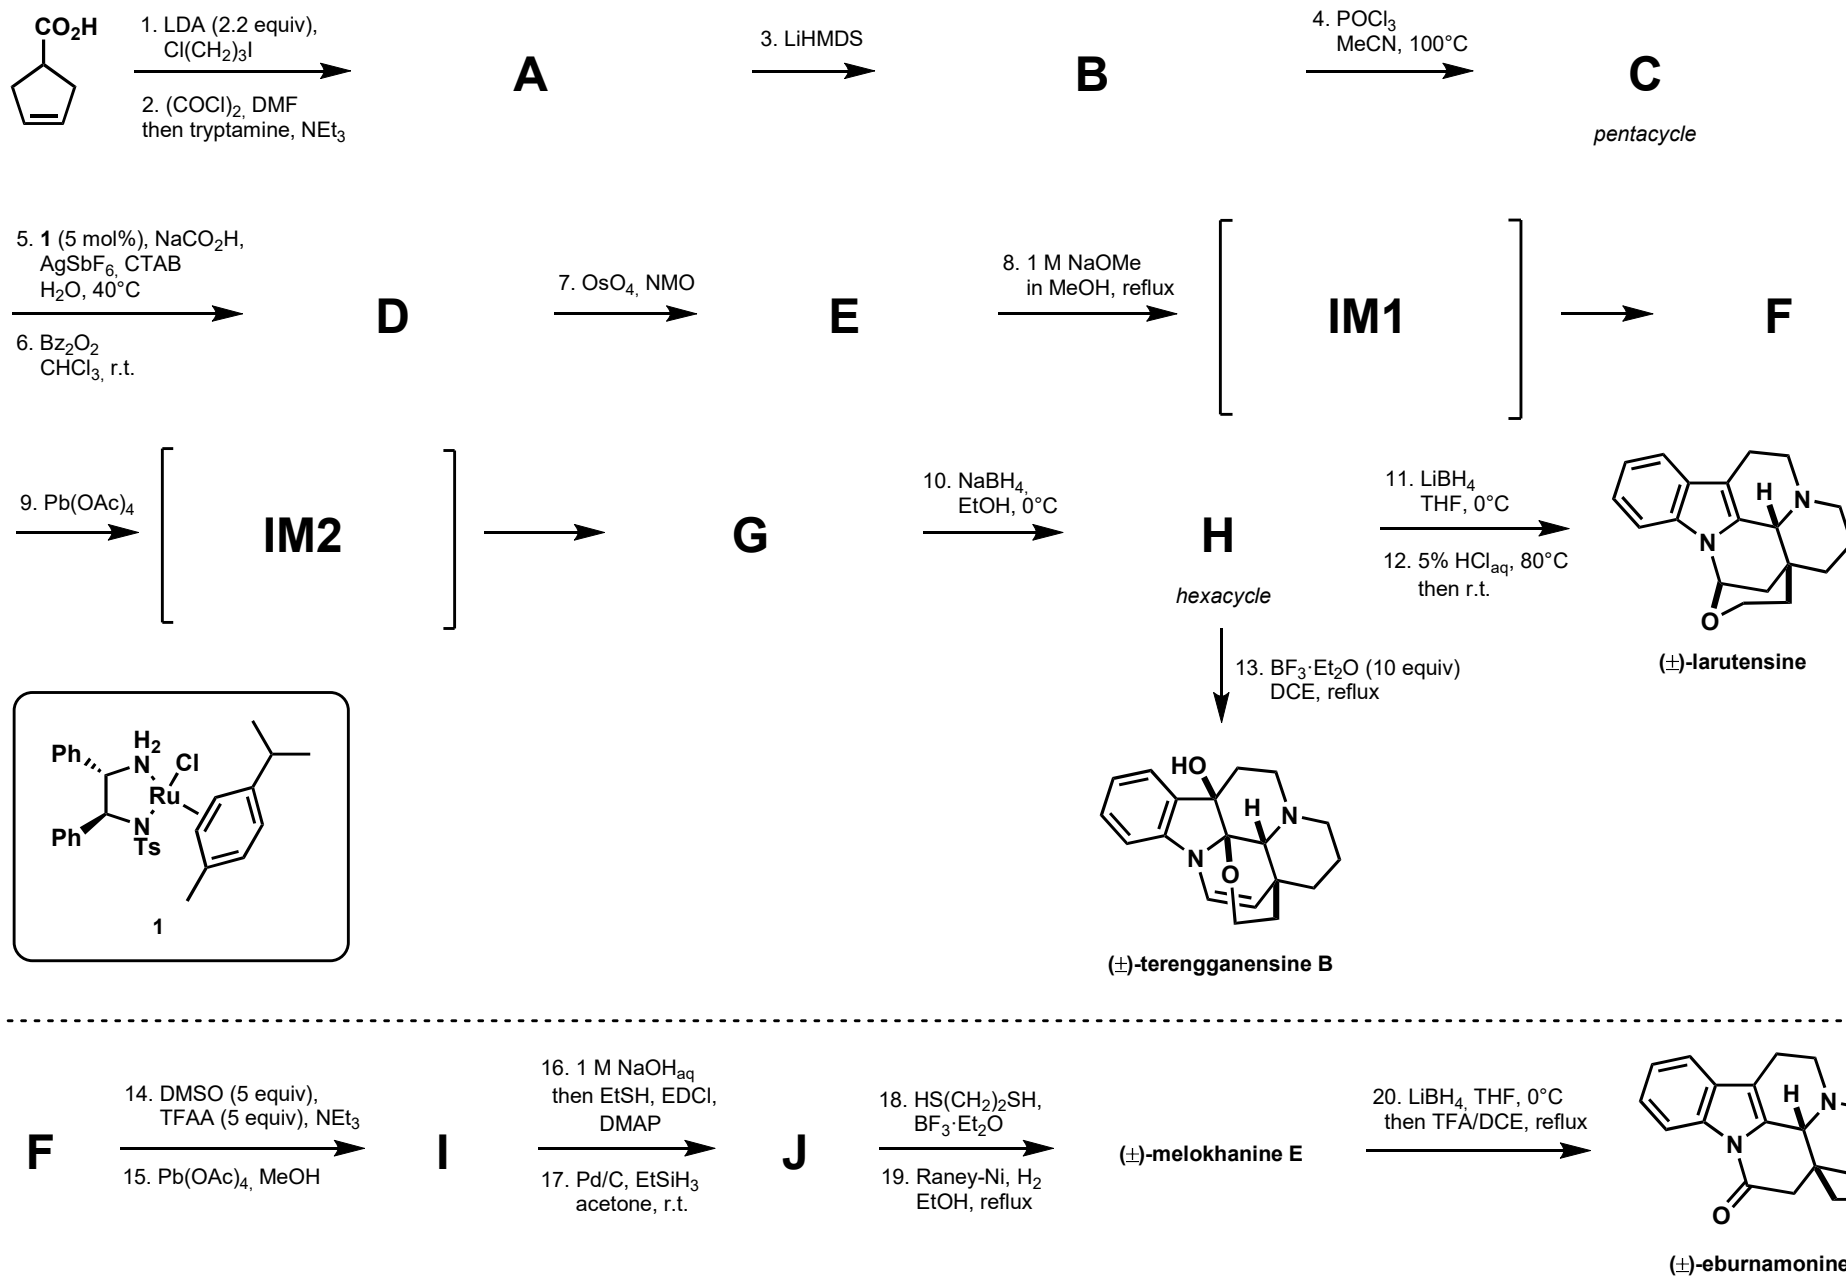 CO2H
1. LDA (2.2 equiv),
Cl(CH2)3I
2. (COCl)2, DMF
then tryptamine, NEt3
A
3. LiHMDS
B
4. POCl3
MeCN, 100°C
C
pentacycle
5. 1 (5 mol%), NaCO2H,
AgSbF6, CTAB
H2O, 40°C
6. Bz2O2
CHCl3, r.t.
D
7. OsO4, NMO
E
8. 1 M NaOMe
in MeOH, reflux
IM1
F
9. Pb(OAc)4
IM2
G
10. NaBH4,
EtOH, 0°C
H
hexacycle
11. LiBH4
THF, 0°C
12. 5% HClaq, 80°C
then r.t.
H
N
N
O
(±)-larutensine
13. BF3·Et2O (10 equiv)
DCE, reflux
Ph
H2
N
Cl
Ru
Ph
N
Ts
1
HO
H
N
N
O
(±)-terengganensine B
F
14. DMSO (5 equiv),
TFAA (5 equiv), NEt3
15. Pb(OAc)4, MeOH
I
16. 1 M NaOHaq
then EtSH, EDCl,
DMAP
17. Pd/C, EtSiH3
acetone, r.t.
J
18. HS(CH2)2SH,
BF3·Et2O
19. Raney-Ni, H2
EtOH, reflux
(±)-melokhanine E
20. LiBH4, THF, 0°C
then TFA/DCE, reflux
H
N
N
O
(±)-eburnamonine